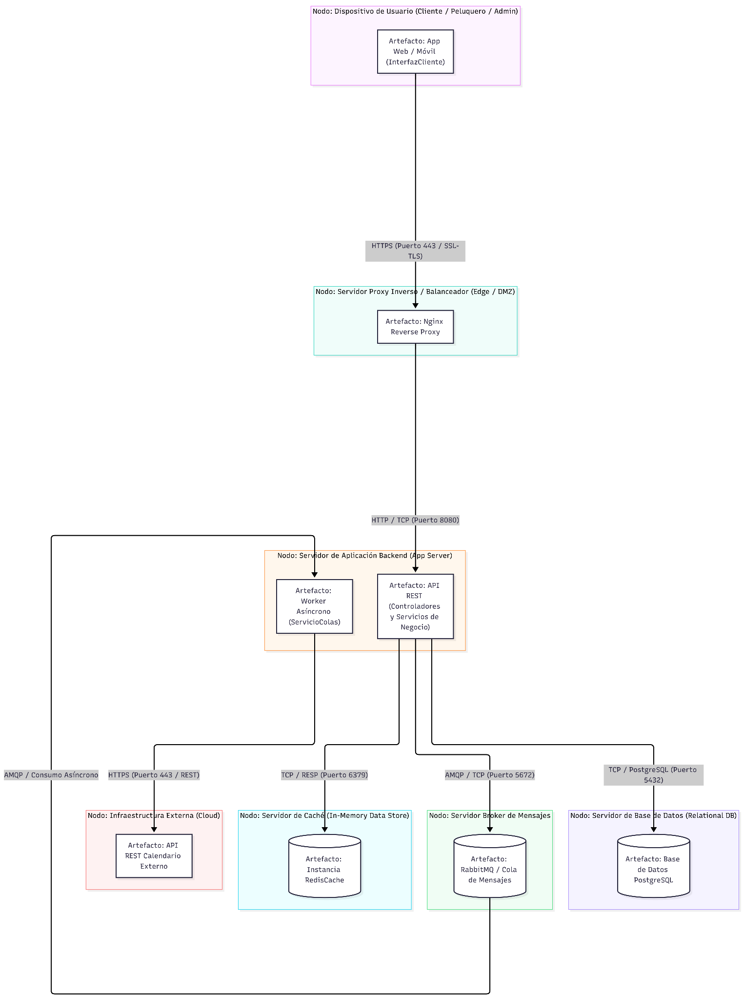 Nodo: Dispositivo de Usuario (Cliente / Peluquero / Admin)
Artefacto: App
Web / Móvil
(InterfazCliente)
HTTPS (Puerto 443 / SSL-
TLS)
Nodo: Servidor Proxy Inverso / Balanceador (Edge / DMZ)
Artefacto: Nginx
Reverse Proxy
HTTP / TCP (Puerto 8080)
Nodo: Servidor de Aplicación Backend (App Server)
Artefacto:
Worker
Asíncrono
(ServicioColas)
Artefacto: API
REST
(Controladores
y Servicios de
Negocio)
AMQP / Consumo Asíncrono
HTTPS (Puerto 443 / REST)
TCP / RESP (Puerto 6379)
AMQP / TCP (Puerto 5672)
TCP / PostgreSQL (Puerto
5432)
Nodo: Infraestructura Externa (Cloud)
Artefacto: API
REST Calendario
Externo
Nodo: Servidor de Caché (In-Memory Data Store)
Artefacto:
Instancia
RedisCache
Nodo: Servidor Broker de Mensajes
Artefacto:
RabbitMQ / Cola
de Mensajes
Nodo: Servidor de Base de Datos (Relational DB)
Artefacto: Base
de Datos
PostgreSQL